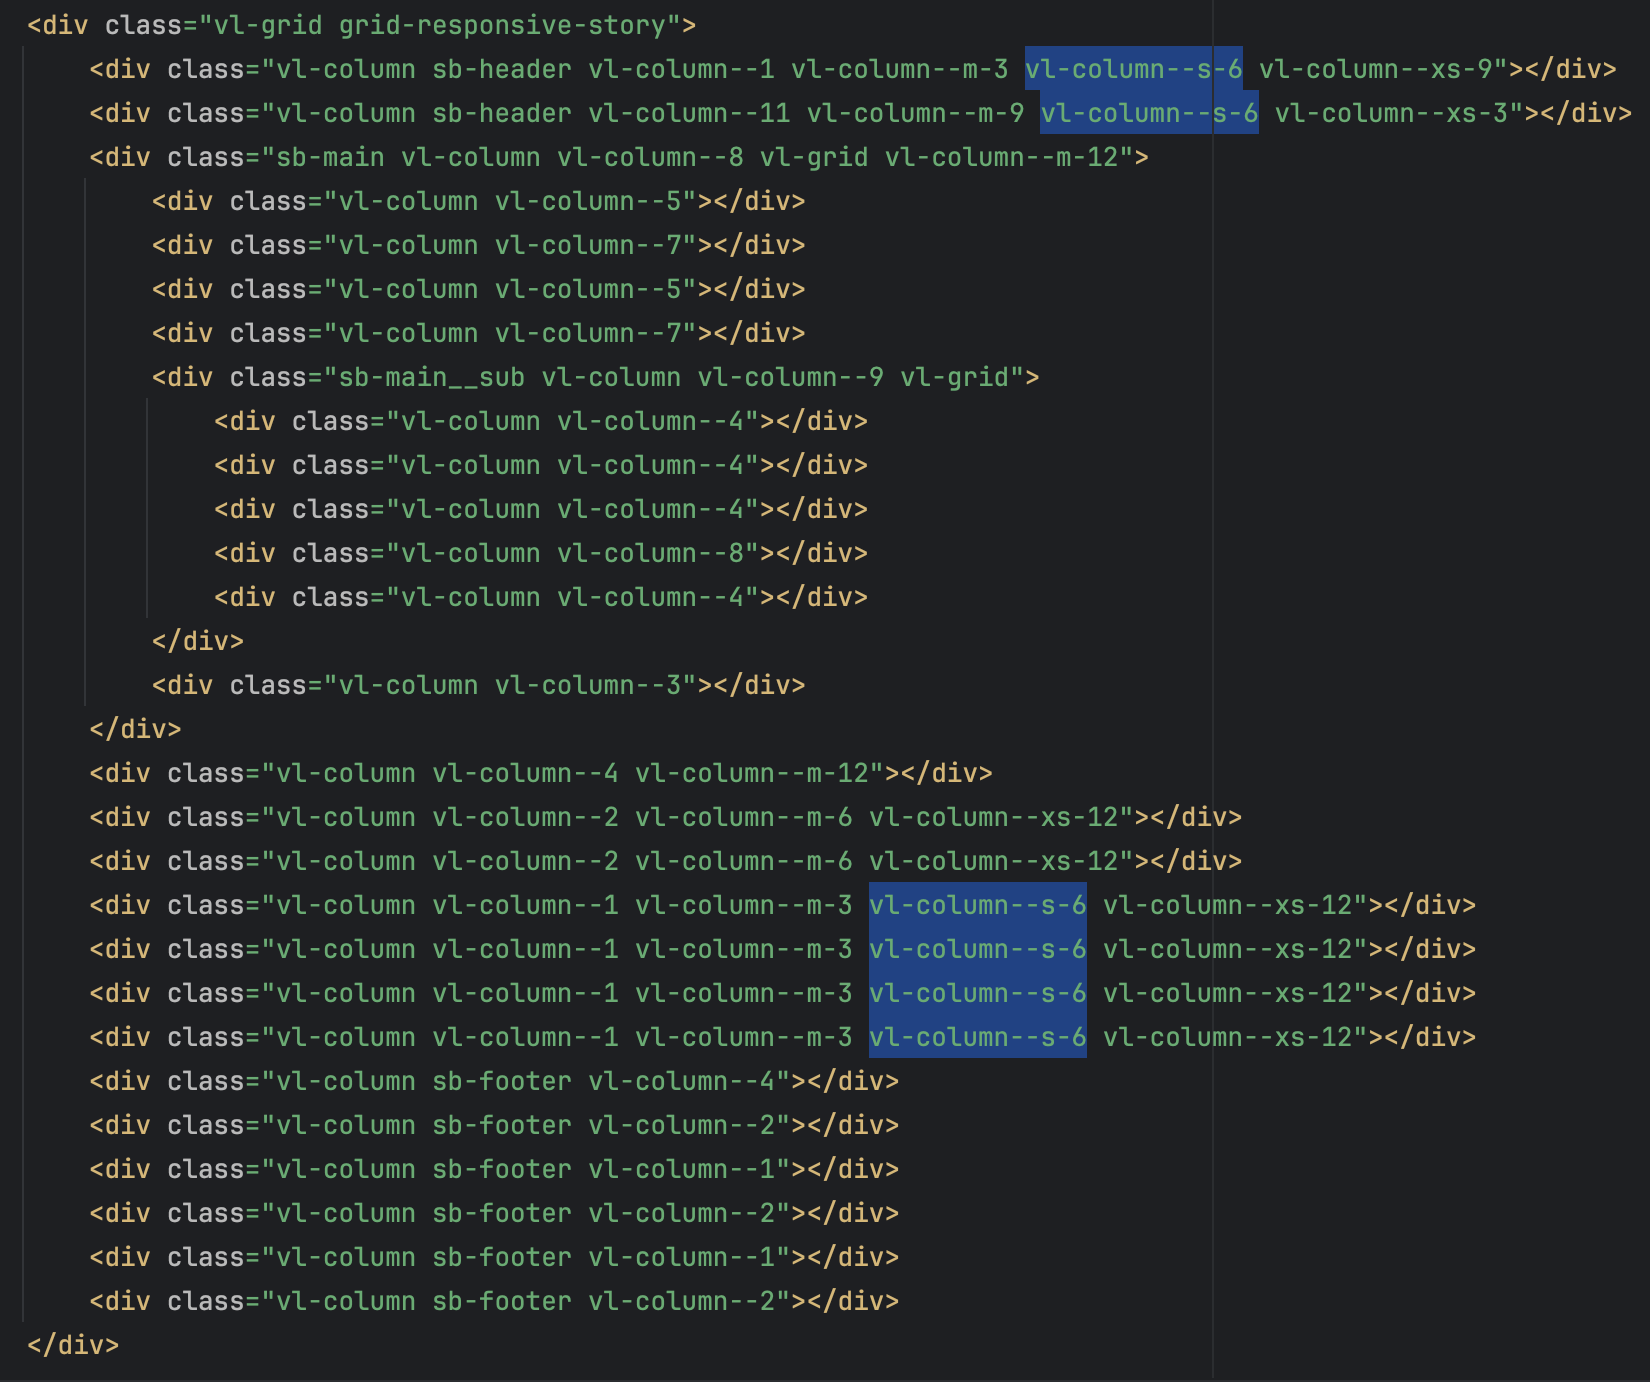 <div class="vl-grid grid-responsive-story">
    <div class="vl-column sb-header vl-column--1 vl-column--m-3 vl-column--s-6 vl-column--xs-9"></div>
    <div class="vl-column sb-header vl-column--11 vl-column--m-9 vl-column--s-6 vl-column--xs-3"></div>
    <div class="sb-main vl-column vl-column--8 vl-grid vl-column--m-12">
        <div class="vl-column vl-column--5"></div>
        <div class="vl-column vl-column--7"></div>
        <div class="vl-column vl-column--5"></div>
        <div class="vl-column vl-column--7"></div>
        <div class="sb-main__sub vl-column vl-column--9 vl-grid">
            <div class="vl-column vl-column--4"></div>
            <div class="vl-column vl-column--4"></div>
            <div class="vl-column vl-column--4"></div>
            <div class="vl-column vl-column--8"></div>
            <div class="vl-column vl-column--4"></div>
        </div>
        <div class="vl-column vl-column--3"></div>
    </div>
    <div class="vl-column vl-column--4 vl-column--m-12"></div>
    <div class="vl-column vl-column--2 vl-column--m-6 vl-column--xs-12"></div>
    <div class="vl-column vl-column--2 vl-column--m-6 vl-column--xs-12"></div>
    <div class="vl-column vl-column--1 vl-column--m-3 vl-column--s-6 vl-column--xs-12"></div>
    <div class="vl-column vl-column--1 vl-column--m-3 vl-column--s-6 vl-column--xs-12"></div>
    <div class="vl-column vl-column--1 vl-column--m-3 vl-column--s-6 vl-column--xs-12"></div>
    <div class="vl-column vl-column--1 vl-column--m-3 vl-column--s-6 vl-column--xs-12"></div>
    <div class="vl-column sb-footer vl-column--4"></div>
    <div class="vl-column sb-footer vl-column--2"></div>
    <div class="vl-column sb-footer vl-column--1"></div>
    <div class="vl-column sb-footer vl-column--2"></div>
    <div class="vl-column sb-footer vl-column--1"></div>
    <div class="vl-column sb-footer vl-column--2"></div>
</div>